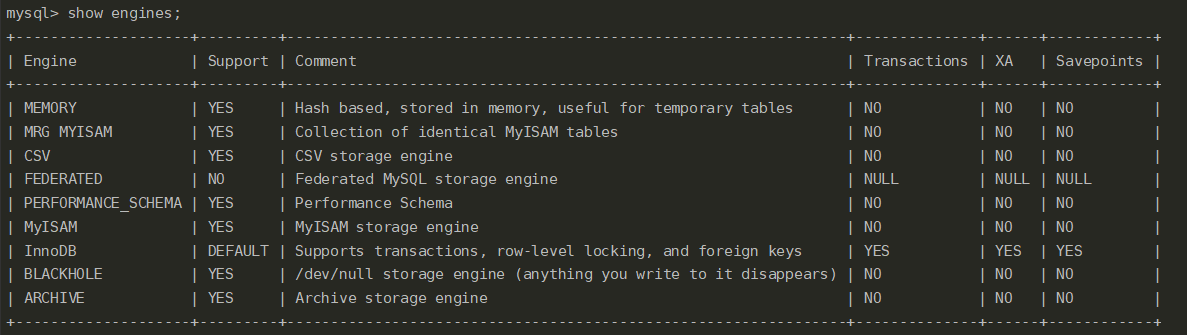 mysql> show engines;
+--------------------+---------+----------------------------------------------------------------+--------------+------+------------+
| Engine             | Support | Comment                                                        | Transactions | XA   | Savepoints |
+--------------------+---------+----------------------------------------------------------------+--------------+------+------------+
| MEMORY             | YES     | Hash based, stored in memory, useful for temporary tables      | NO           | NO   | NO         |
| MRG MYISAM         | YES     | Collection of identical MyISAM tables                          | NO           | NO   | NO         |
| CSV                | YES     | CSV storage engine                                             | NO           | NO   | NO         |
| FEDERATED          | NO      | Federated MySQL storage engine                                 | NULL         | NULL | NULL       |
| PERFORMANCE_SCHEMA | YES     | Performance Schema                                             | NO           | NO   | NO         |
| MyISAM             | YES     | MyISAM storage engine                                          | NO           | NO   | NO         |
| InnoDB             | DEFAULT | Supports transactions, row-level locking, and foreign keys     | YES          | YES  | YES        |
| BLACKHOLE          | YES     | /dev/null storage engine (anything you write to it disappears) | NO           | NO   | NO         |
| ARCHIVE            | YES     | Archive storage engine                                         | NO           | NO   | NO         |
+--------------------+---------+----------------------------------------------------------------+--------------+------+------------+